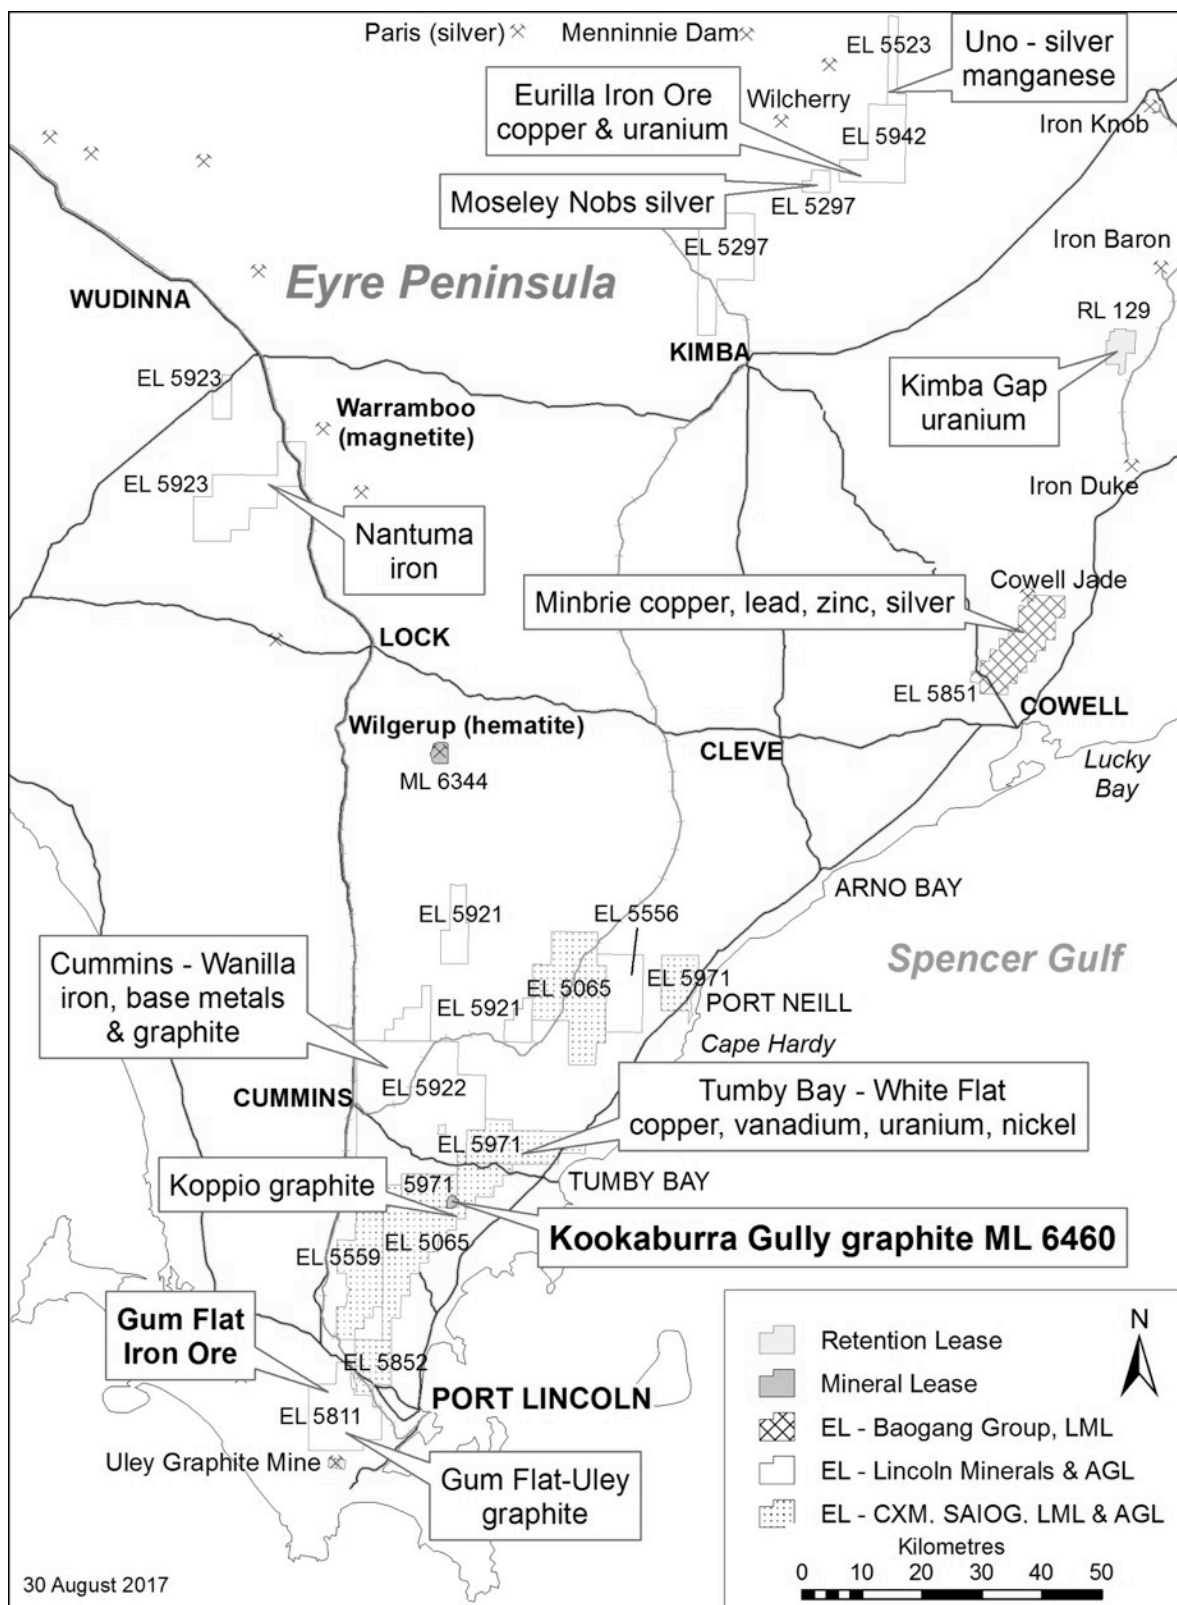 Paris (silver)
Menninnie Dam
EL 5523
Uno - silver
manganese
Eurilla Iron Ore
copper & uranium
Wilcherry
EL 5942
Iron Knob
Moseley Nobs silver
EL 5297
EL 5297
Iron Baron
Eyre Peninsula
WUDINNA
RL 129
KIMBA
EL 5923
Kimba Gap
uranium
Warramboo
(magnetite)
EL 5923
Iron Duke
Nantuma
iron
Cowell Jade
Minbrie copper, lead, zinc, silver
LOCK
EL 5851
COWELL
Wilgerup (hematite)
CLEVE
Lucky
Bay
ML 6344
ARNO BAY
EL 5921
EL 5556
Spencer Gulf
Cummins - Wanilla
iron, base metals
& graphite
EL 5971
EL 5065
EL 5921
PORT NEILL
Cape Hardy
EL 5922
CUMMINS
Tumby Bay - White Flat
copper, vanadium, uranium, nickel
EL 5971
Koppio graphite
5971
TUMBY BAY
Kookaburra Gully graphite ML 6460
EL 5065
EL 5559
Gum Flat
Iron Ore
EL 5852
PORT LINCOLN
EL 5811
Uley Graphite Mine
Gum Flat-Uley
graphite
N
Retention Lease
Mineral Lease
EL - Baogang Group, LML
EL - Lincoln Minerals & AGL
EL - CXM, SAIOG, LML & AGL
Kilometres
0 10 20 30 40 50
30 August 2017